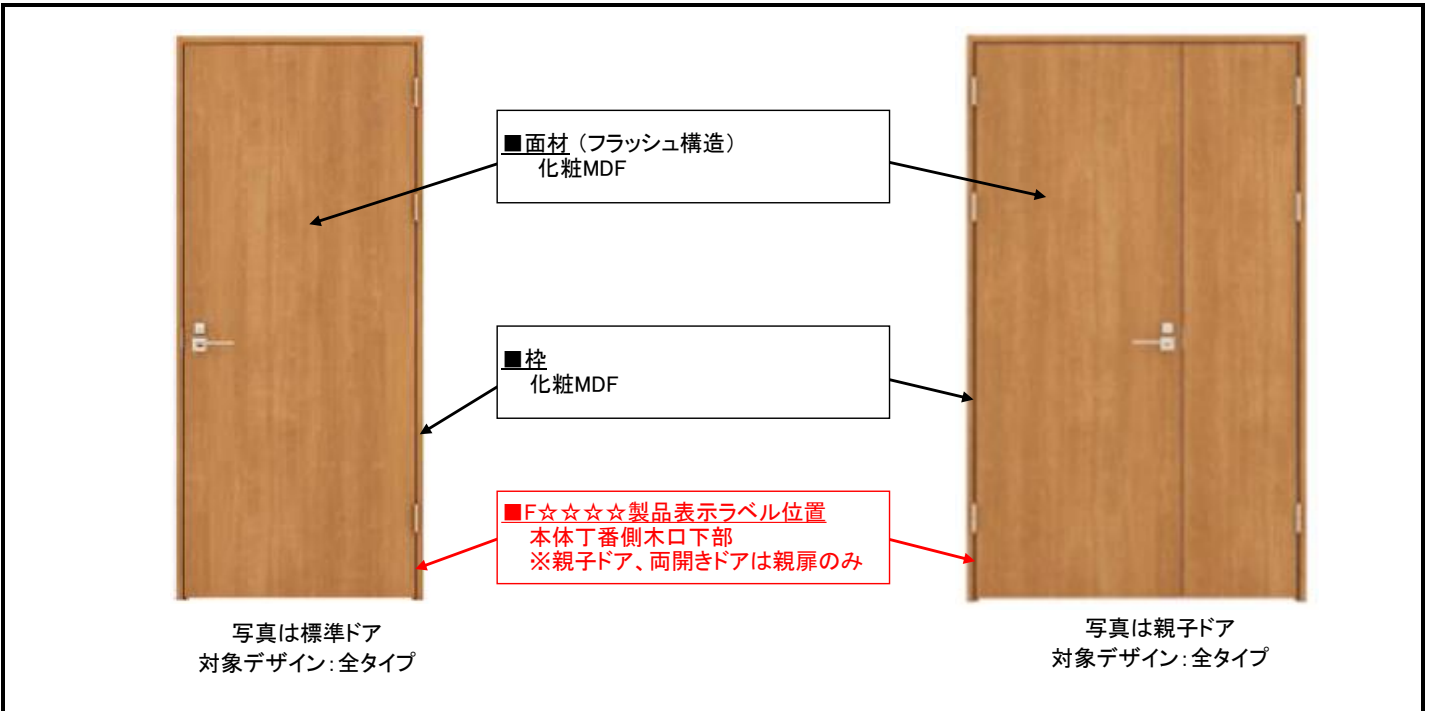 ■面材（フラッシュ構造）
化粧MDF
■枠
化粧MDF
■F☆☆☆☆製品表示ラベル位置
本体丁番側木口下部
※親子ドア、両開きドアは親扉のみ
写真は標準ドア
対象デザイン：全タイプ
写真は親子ドア
対象デザイン：全タイプ